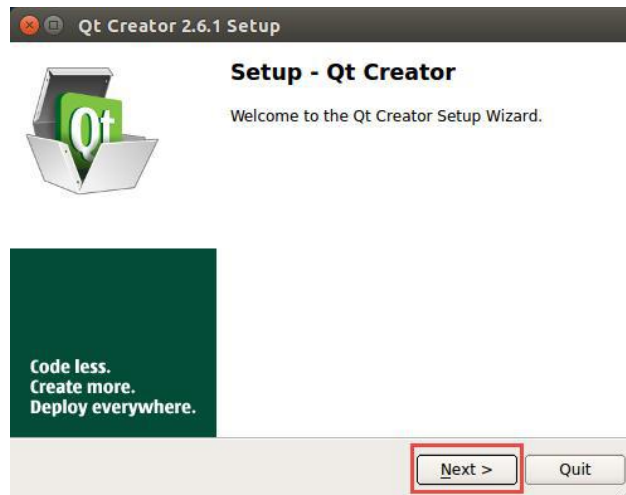 Qt Creator 2.6.1 Setup
Setup - Qt Creator
Welcome to the Qt Creator Setup Wizard.
Qt
Code less.
Create more.
Deploy everywhere.
Next >
Quit